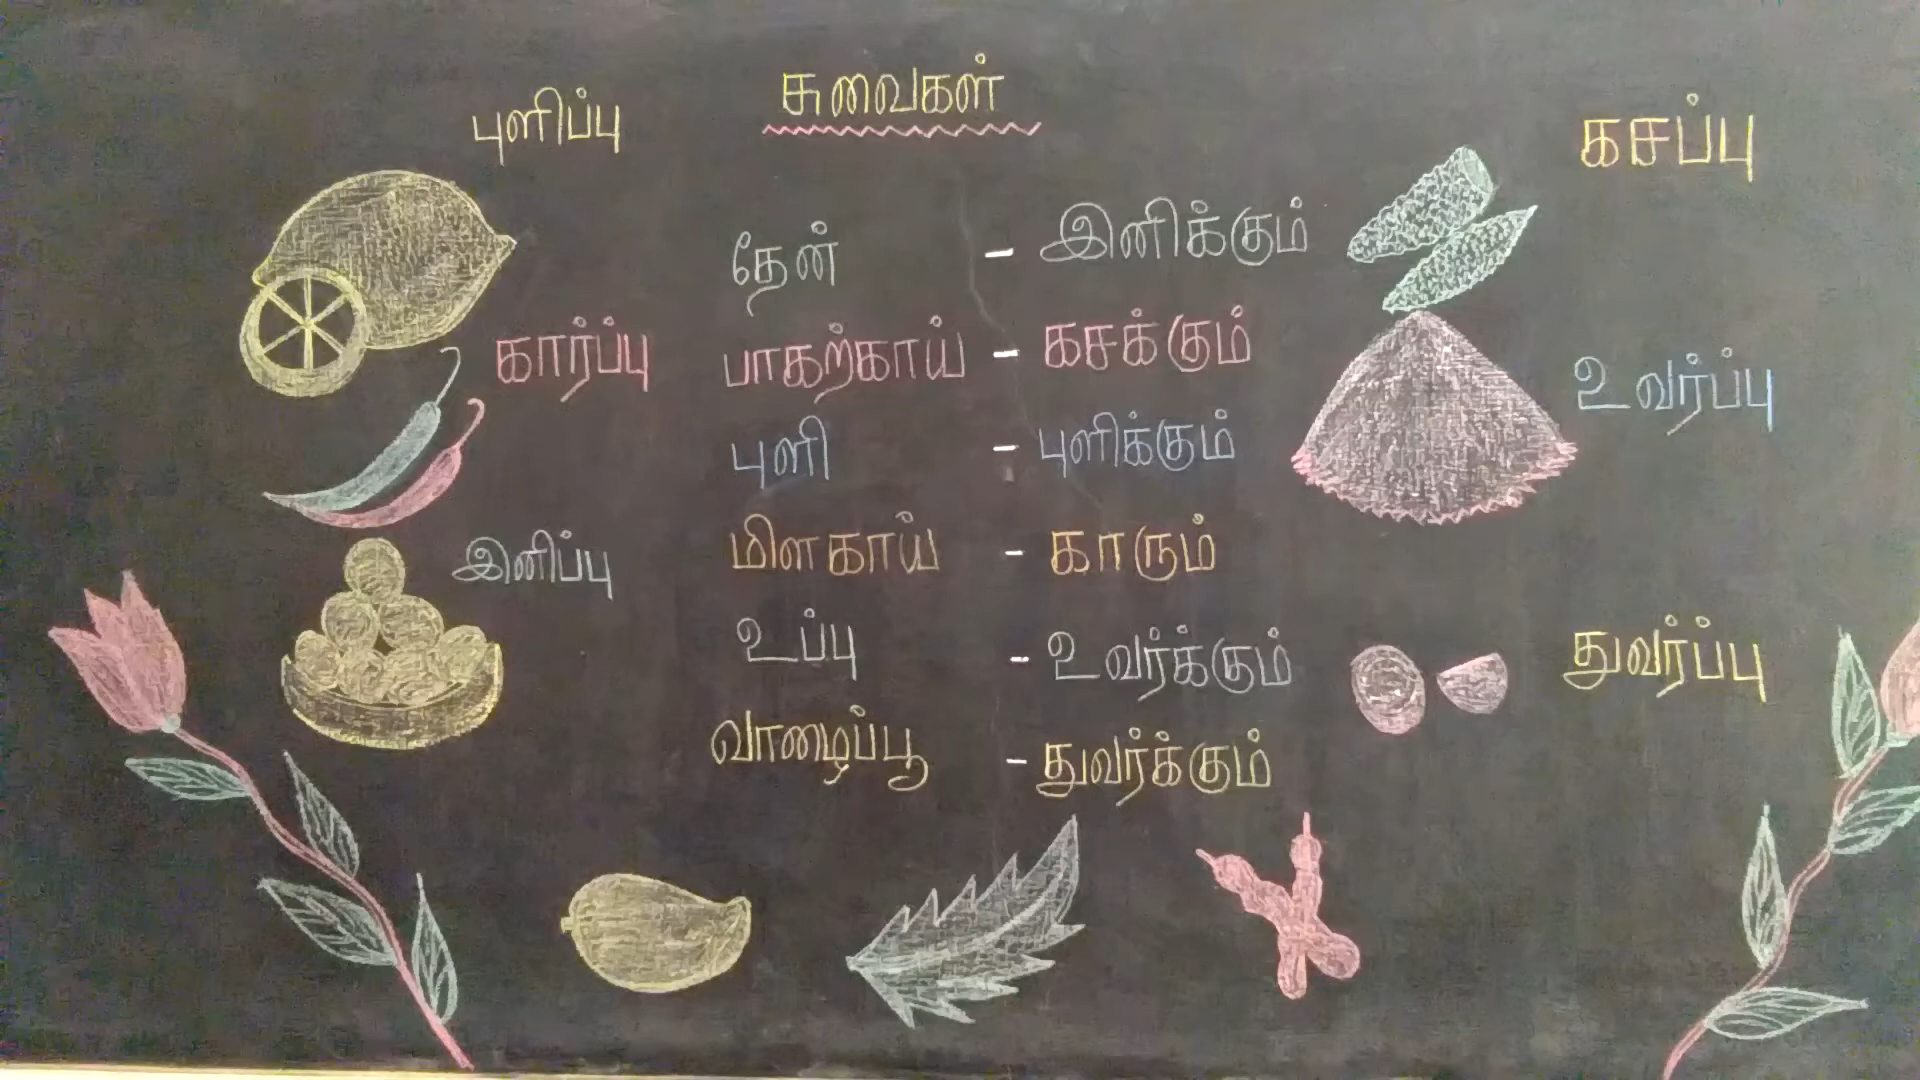 சுவைகள்
புளிப்பு
கசப்பு
தேன் - இனிக்கும்
கார்ப்பு
பாகற்காய் - கசக்கும்
உவர்ப்பு
புளி - புளிக்கும்
இனிப்பு
மிளகாய் - காரும்
உப்பு - உவர்க்கும்
துவர்ப்பு
வாழைப்பூ - துவர்க்கும்